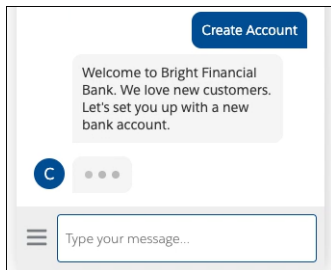 Create Account
Welcome to Bright Financial
Bank. We love new customers.
Let's set you up with a new
bank account.
C
Type your message...